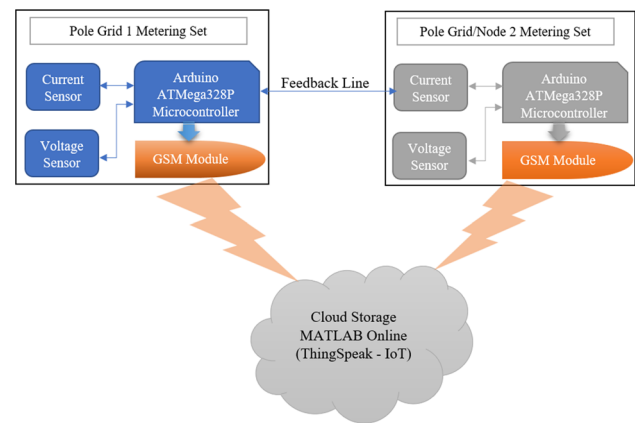 Pole Grid 1 Metering Set
Current
Sensor
Arduino
ATMega328P
Microcontroller
Voltage
Sensor
GSM Module
Feedback Line
Pole Grid/Node 2 Metering Set
Current
Sensor
Arduino
ATMega328P
Microcontroller
Voltage
Sensor
GSM Module
Cloud Storage
MATLAB Online
(ThingSpeak - IoT)